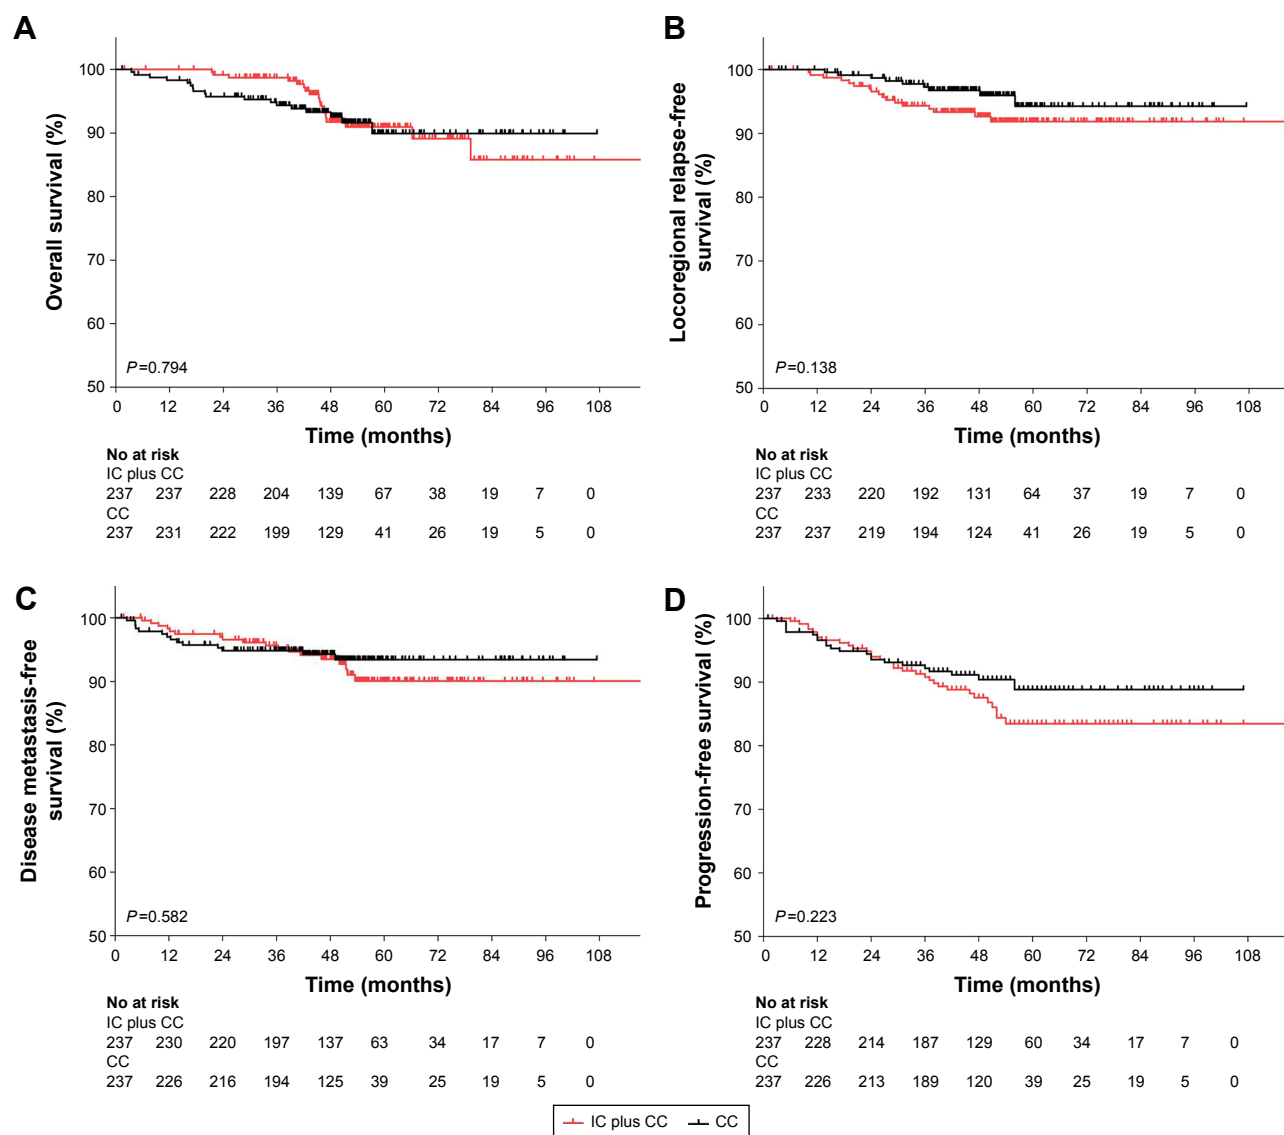 A
Overall survival (%)
100
90
80
70
60
50
P=0.794
0 12 24 36 48 60 72 84 96 108
Time (months)
No at risk
IC plus CC
237 237 228 204 139 67 38 19 7 0
CC
237 231 222 199 129 41 26 19 5 0
B
Locoregional relapse-free
survival (%)
100
90
80
70
60
50
P=0.138
0 12 24 36 48 60 72 84 96 108
Time (months)
No at risk
IC plus CC
237 233 220 192 131 64 37 19 7 0
CC
237 237 219 194 124 41 26 19 5 0
C
Disease metastasis-free
survival (%)
100
90
80
70
60
50
P=0.582
0 12 24 36 48 60 72 84 96 108
Time (months)
No at risk
IC plus CC
237 230 220 197 137 63 34 17 7 0
CC
237 226 216 194 125 39 25 19 5 0
D
Progression-free survival (%)
100
90
80
70
60
50
P=0.223
0 12 24 36 48 60 72 84 96 108
Time (months)
No at risk
IC plus CC
237 228 214 187 129 60 34 17 7 0
CC
237 226 213 189 120 39 25 19 5 0
IC plus CC CC